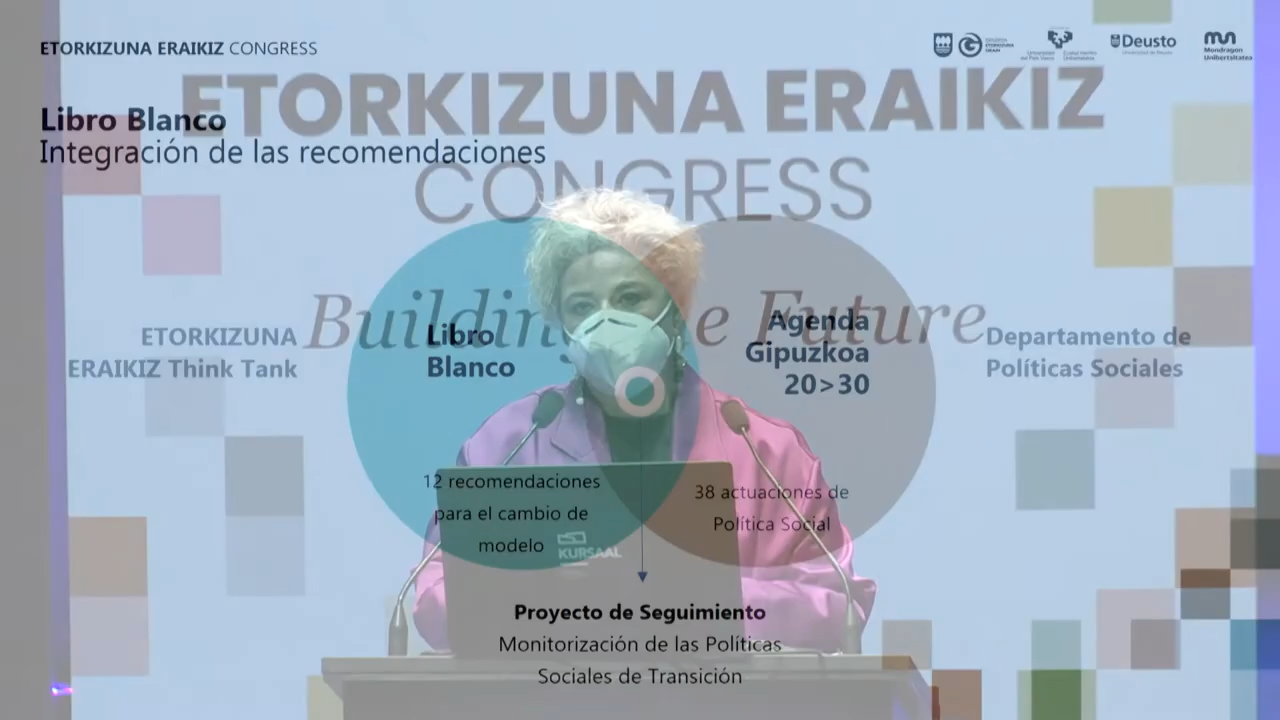 ETORKIZUNA ERAIKIZ CONGRESS
Deusto
Mondragon
Unibertsitatea
ETORKIZUNA ERAIKIZ
CONGRESS
Libro Blanco
Integración de las recomendaciones
Building e Future
ETORKIZUNA
ERAIKIZ Think Tank
Libro
Blanco
Agenda
Gipuzkoa
20>30
Departamento de
Políticas Sociales
12 recomendaciones
para el cambio de
modelo
38 actuaciones de
Política Social
KURSAAL
Proyecto de Seguimiento
Monitorización de las Políticas
Sociales de Transición